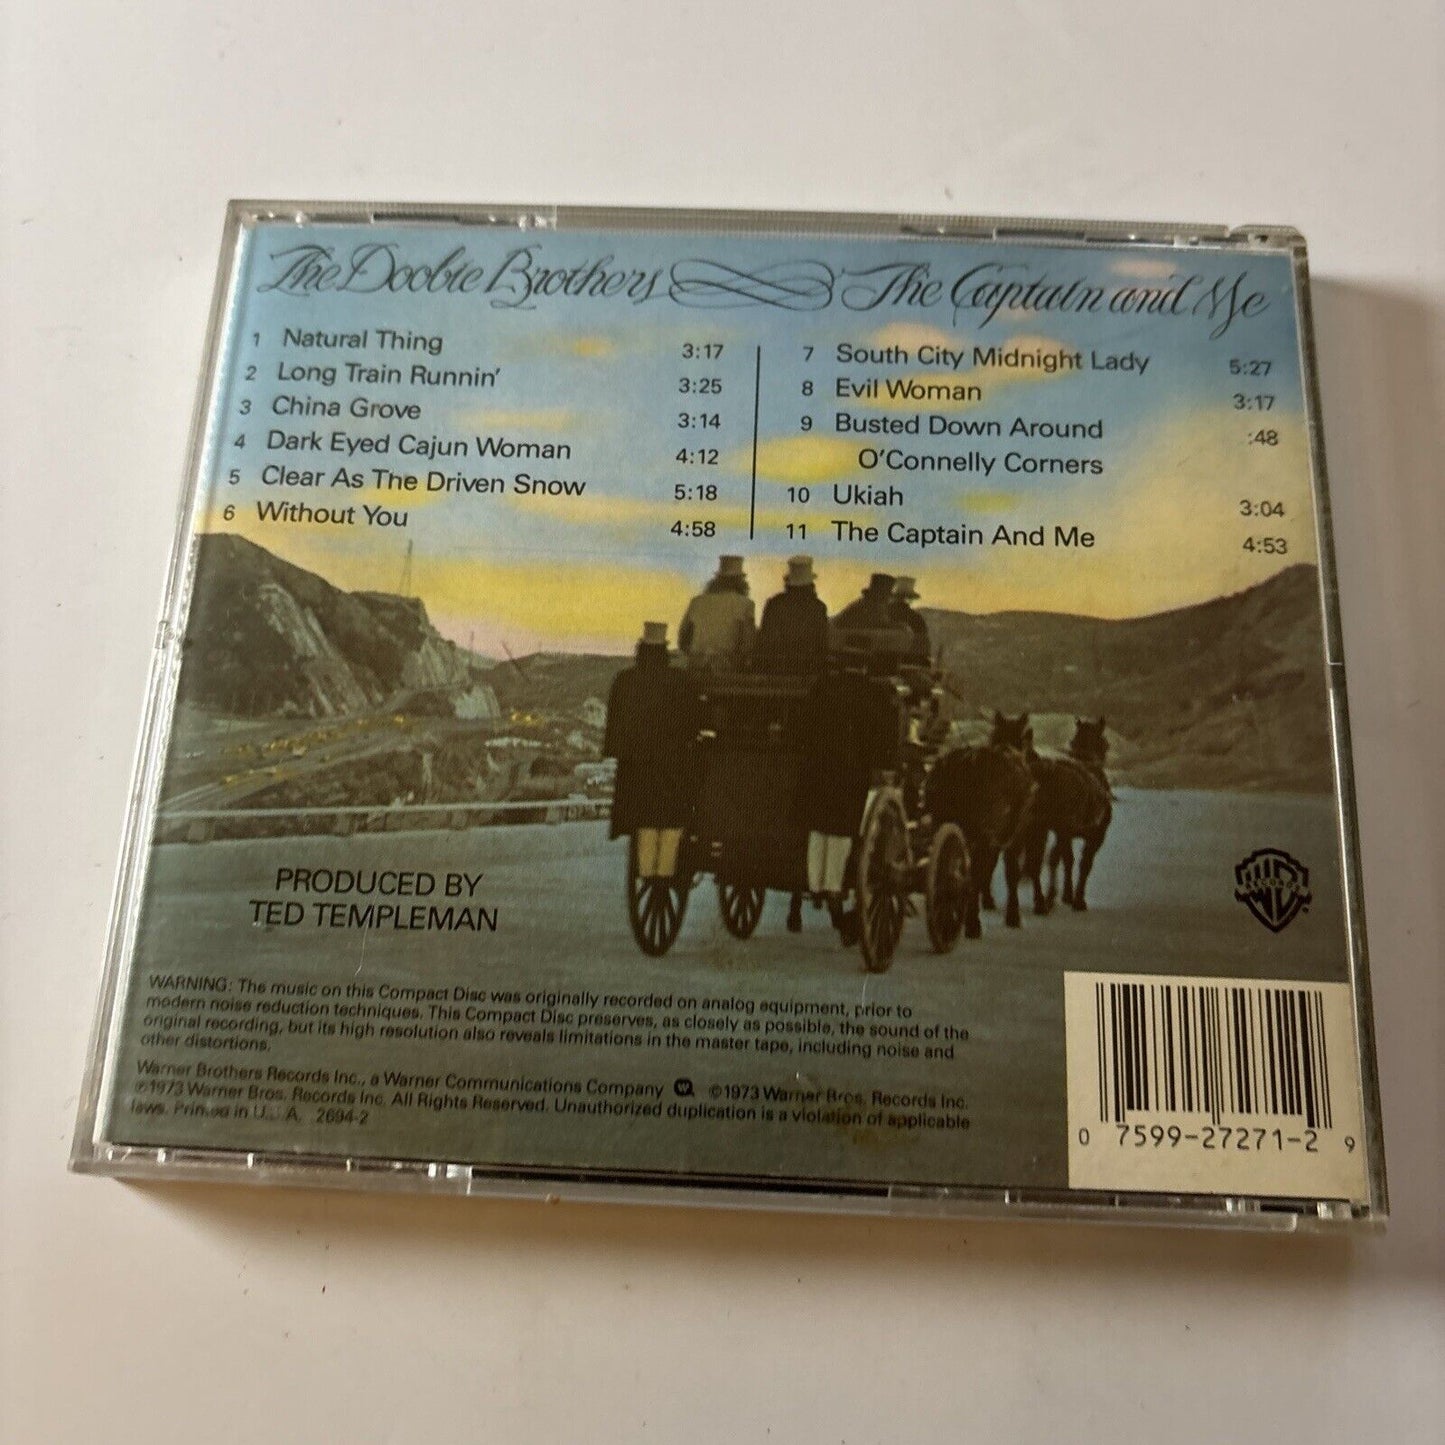 The Doobie Brothers The Captain and Me
1 Natural Thing 3:17
2 Long Train Runnin' 3:25
3 China Grove 3:14
4 Dark Eyed Cajun Woman 4:12
5 Clear As The Driven Snow 5:18
6 Without You 4:58
7 South City Midnight Lady 5:27
8 Evil Woman 3:17
9 Busted Down Around :48
O'Connelly Corners
10 Ukiah 3:04
11 The Captain And Me 4:53
PRODUCED BY
TED TEMPLEMAN
WB
RECORDS
WARNING: The music on this Compact Disc was originally recorded on analog equipment, prior to
modern noise reduction techniques. This Compact Disc preserves, as closely as possible, the sound of the
original recording, but its high resolution also reveals limitations in the master tape, including noise and
other distortions.
Warner Brothers Records Inc., a Warner Communications Company ©1973 Warner Bros. Records Inc.
℗1973 Warner Bros. Records Inc. All Rights Reserved. Unauthorized duplication is a violation of applicable
laws. Printed in U.S.A. 2694-2
0 7599-27271-2 9